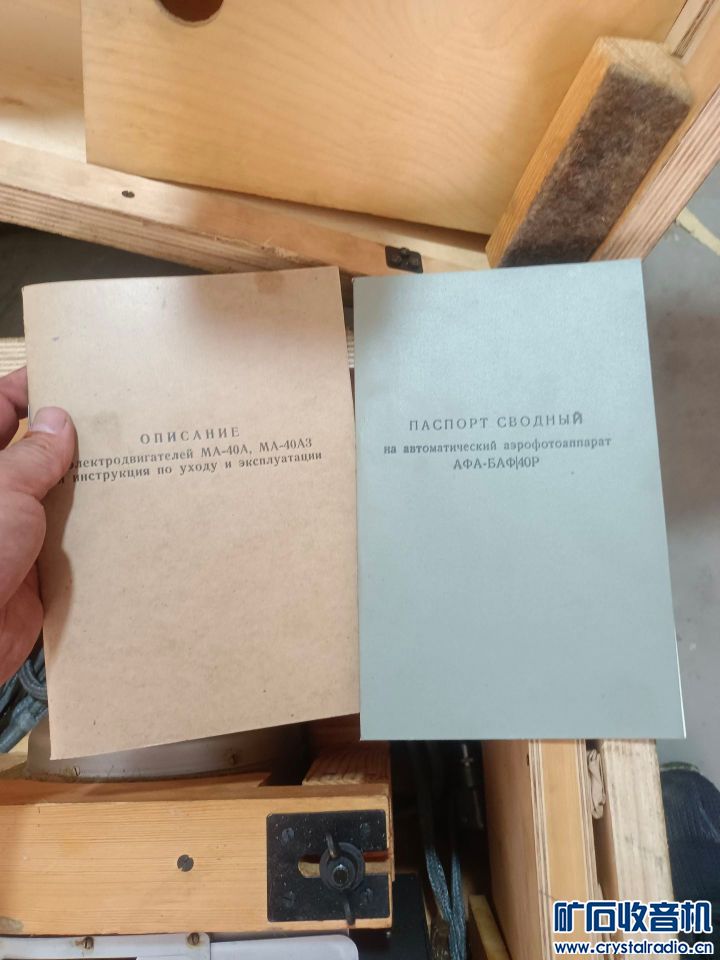 ОПИСАНИЕ
электродвигателей МА-40А, МА-40АЗ
и инструкция по уходу и эксплуатации
ПАСПОРТ СВОДНЫЙ
на автоматический аэрофотоаппарат
АФА-БАФ|40Р
矿石收音机
www.crystalradio.cn